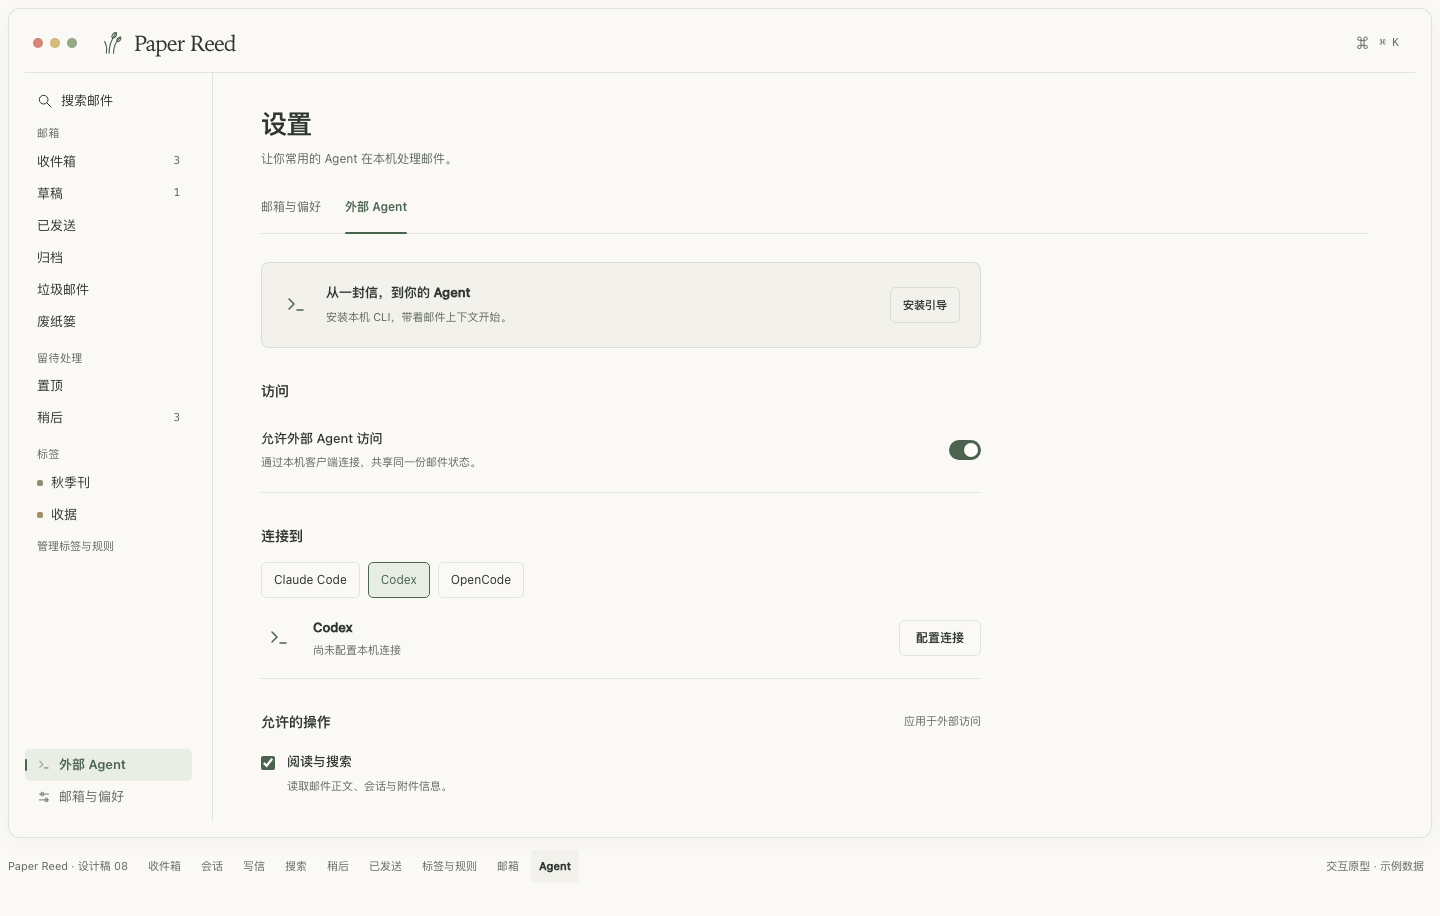 Paper Reed
⌘ K
搜索邮件
邮箱
收件箱 3
草稿 1
已发送
归档
垃圾邮件
废纸篓
留待处理
置顶
稍后 3
标签
秋季刊
收据
管理标签与规则
外部 Agent
邮箱与偏好
设置
让你常用的 Agent 在本机处理邮件。
邮箱与偏好 外部 Agent
从一封信，到你的 Agent
安装本机 CLI，带着邮件上下文开始。
安装引导
访问
允许外部 Agent 访问
通过本机客户端连接，共享同一份邮件状态。
连接到
Claude Code Codex OpenCode
Codex
尚未配置本机连接
配置连接
允许的操作 应用于外部访问
阅读与搜索
读取邮件正文、会话与附件信息。
Paper Reed · 设计稿 08 收件箱 会话 写信 搜索 稍后 已发送 标签与规则 邮箱 Agent 交互原型 · 示例数据